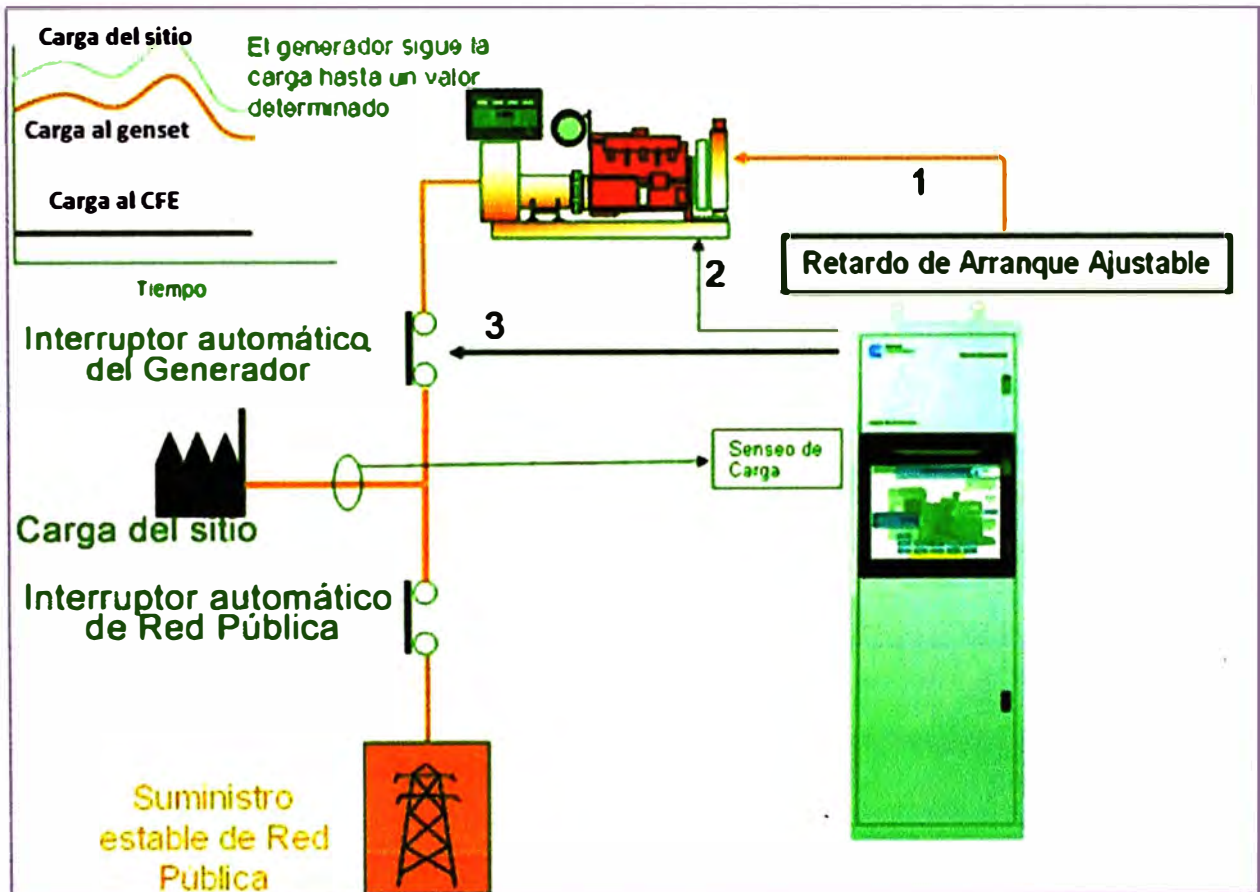 Carga del sitio
El generador sigue la
carga hasta un valor
determinado
Carga al genset
Carga al CFE
Tiempo
1
Retardo de Arranque Ajustable
2
3
Interruptor automático
del Generador
Senseo de
Carga
Carga del sitio
Interruptor automático
de Red Pública
Suministro
estable de Red
Pública